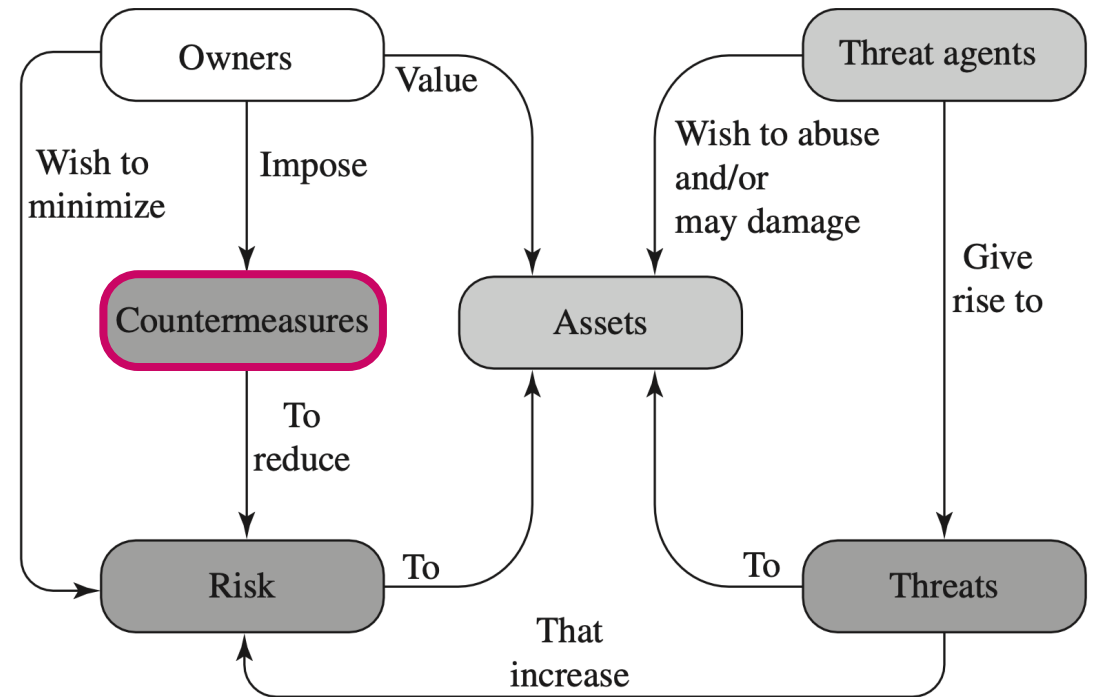 Owners
Value
Threat agents
Wish to
minimize
Impose
Wish to abuse
and/or
may damage
Give
rise to
Countermeasures
Assets
To
reduce
Risk
To
To
Threats
That
increase